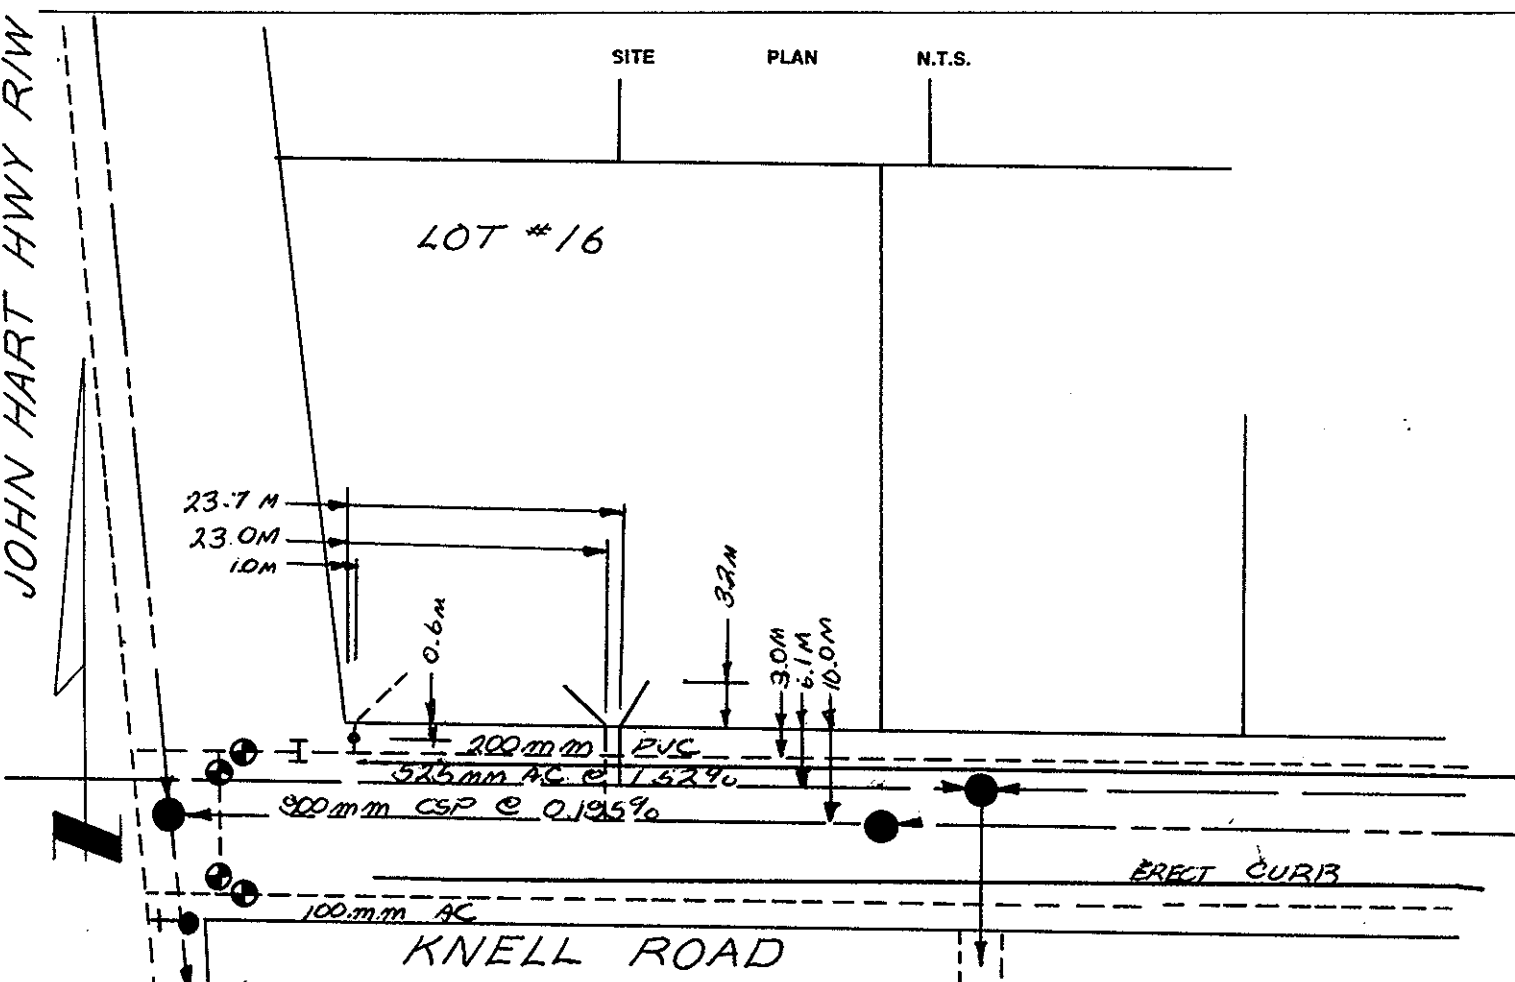 SITE PLAN N.T.S.
JOHN HART HWY R/W
LOT #16
23.7 M
23.0M
1.0M
0.6M
3.2M
3.0M
6.1M
10.0M
200mm PVC
525mm AC @ 1.52%
900mm CSP @ 0.195%
ERECT CURB
100.mm AC
KNELL ROAD